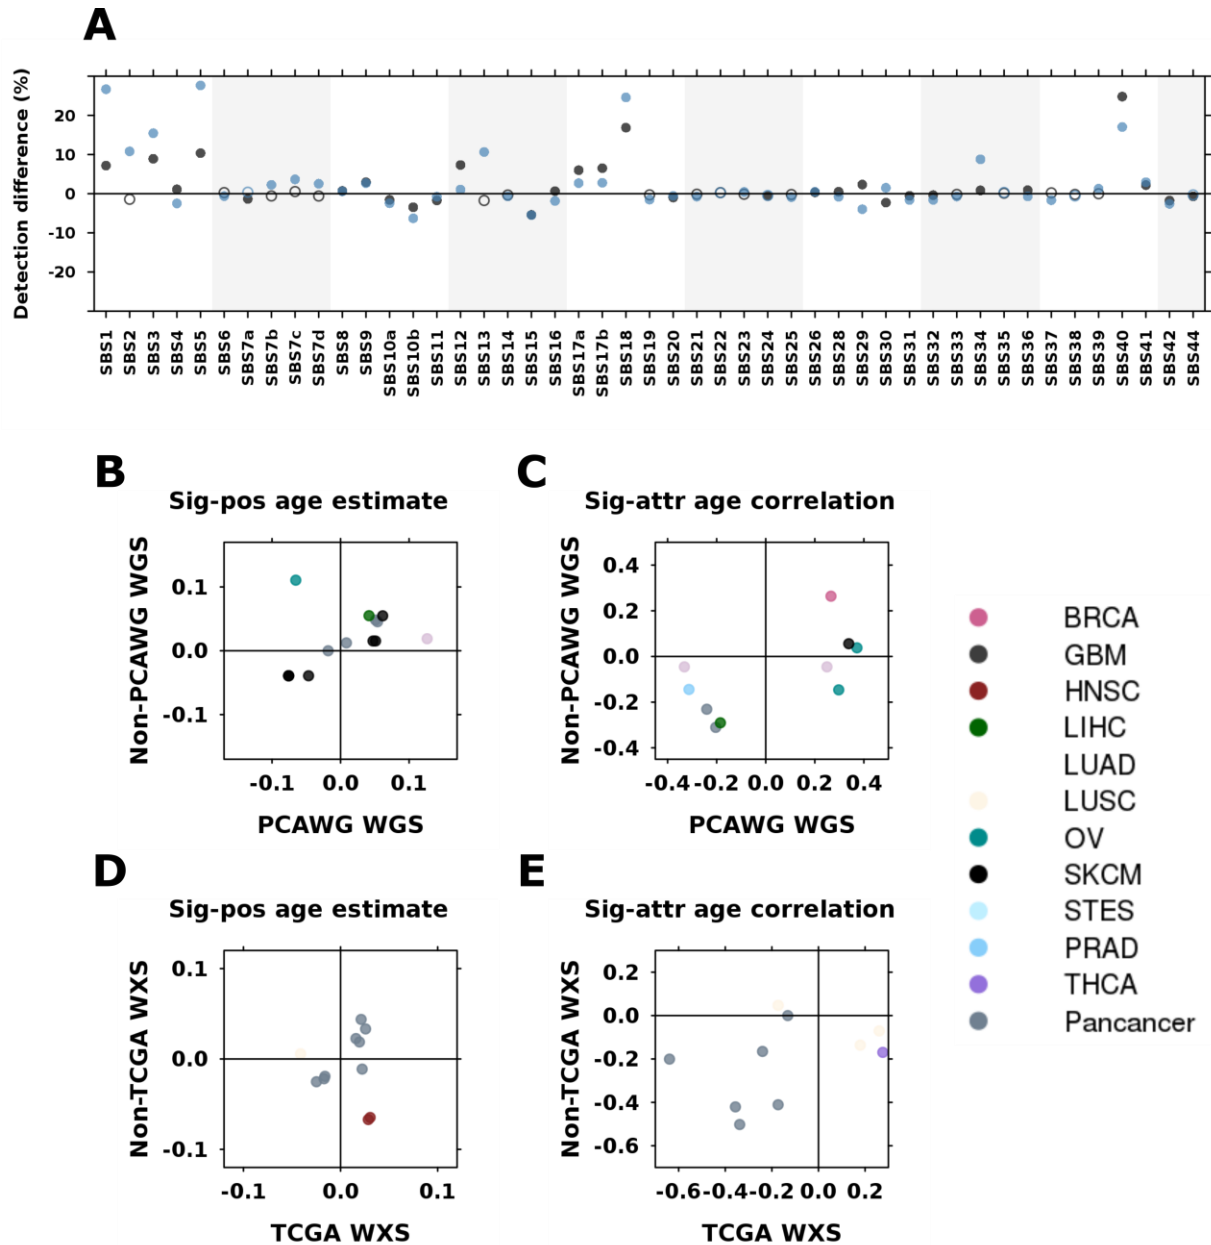 A
Detection difference (%)
20
10
0
-10
-20
SBS1 SBS2 SBS3 SBS4 SBS5 SBS6 SBS7a SBS7b SBS7c SBS7d SBS8 SBS9 SBS10a SBS10b SBS11 SBS12 SBS13 SBS14 SBS15 SBS16 SBS17a SBS17b SBS18 SBS19 SBS20 SBS21 SBS22 SBS23 SBS24 SBS25 SBS26 SBS28 SBS29 SBS30 SBS31 SBS32 SBS33 SBS34 SBS35 SBS36 SBS37 SBS38 SBS39 SBS40 SBS41 SBS42 SBS44
B
Sig-pos age estimate
Non-PCAWG WGS
0.1
0.0
-0.1
-0.1 0.0 0.1
PCAWG WGS
C
Sig-attr age correlation
Non-PCAWG WGS
0.4
0.2
0.0
-0.2
-0.4
-0.4 -0.2 0.0 0.2 0.4
PCAWG WGS
D
Sig-pos age estimate
Non-TCGA WXS
0.1
0.0
-0.1
-0.1 0.0 0.1
TCGA WXS
E
Sig-attr age correlation
Non-TCGA WXS
0.2
0.0
-0.2
-0.4
-0.6
-0.6 -0.4 -0.2 0.0 0.2
TCGA WXS
BRCA
GBM
HNSC
LIHC
LUAD
LUSC
OV
SKCM
STES
PRAD
THCA
Pancancer